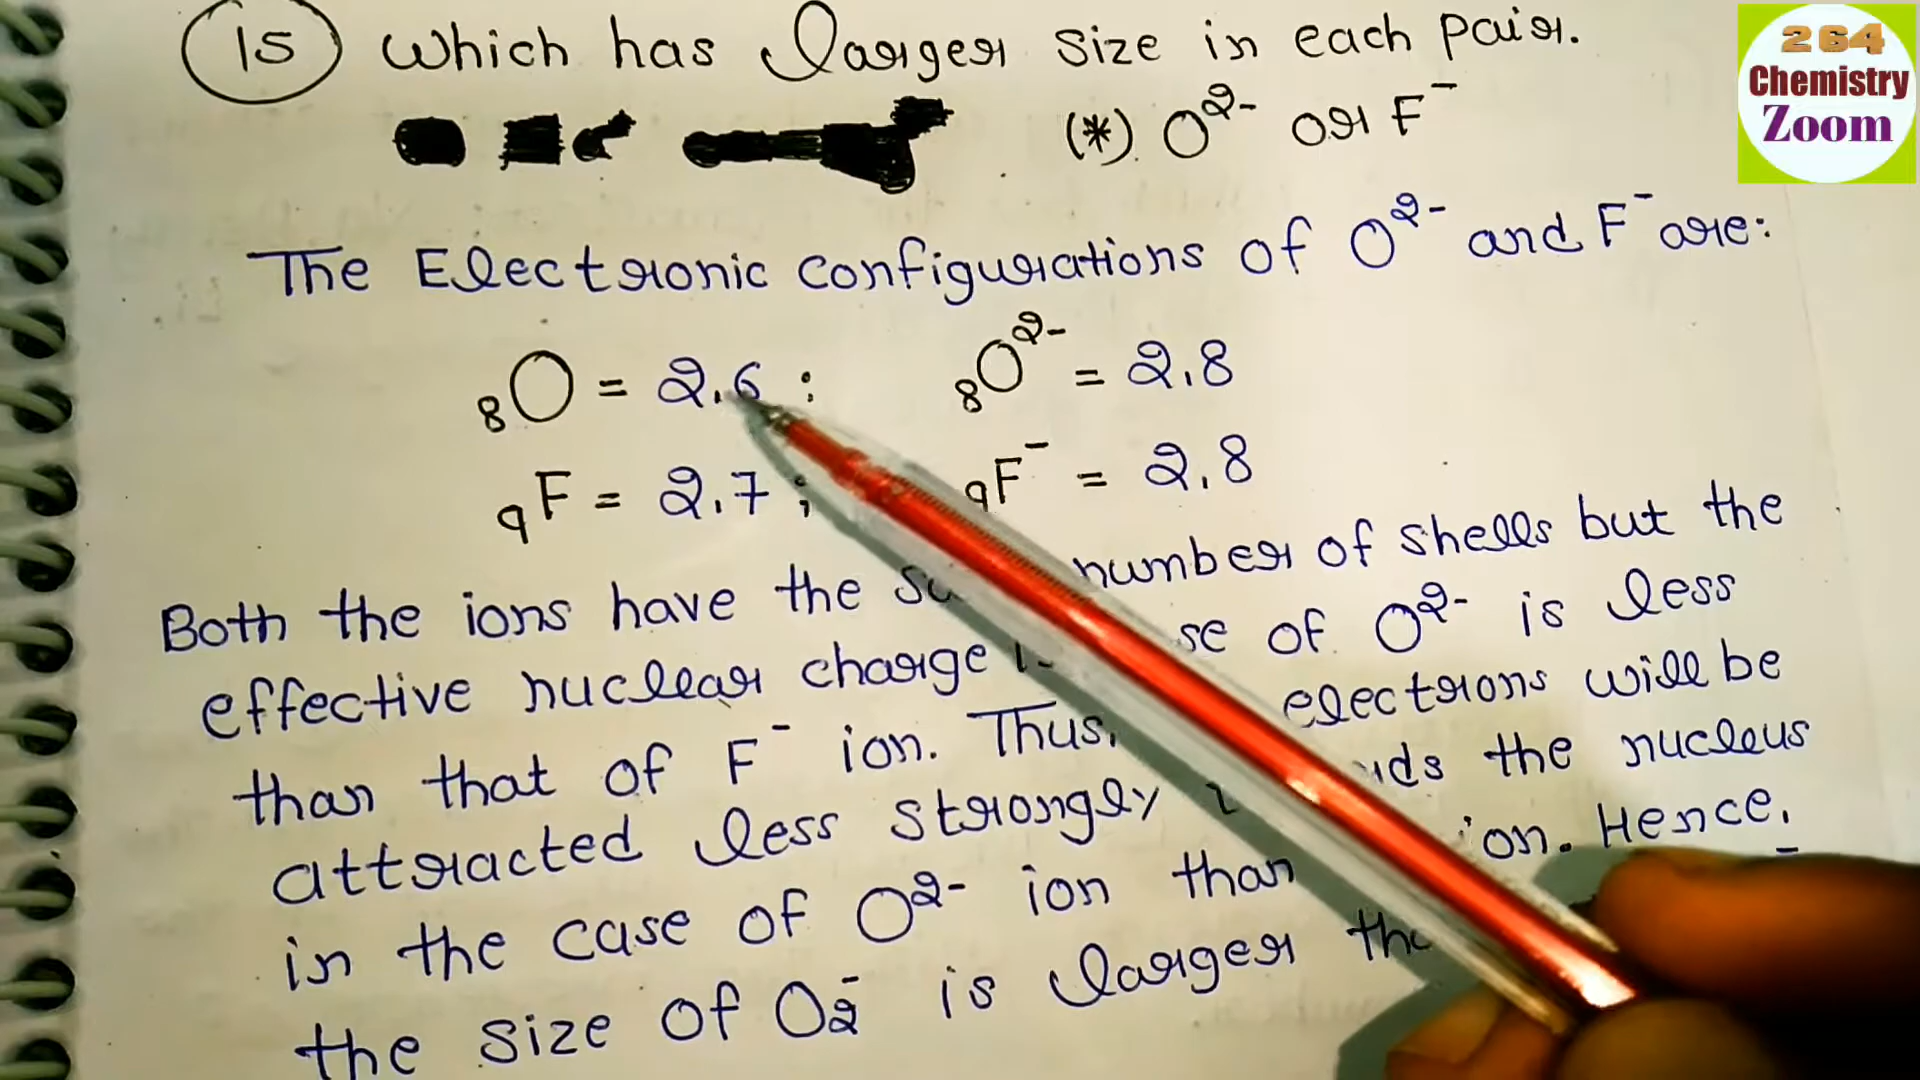 15 Which has larger size in each pair.
(*) O²⁻ or F⁻
The Electronic configurations of O²⁻ and F⁻ are:
₈O = 2.6 ; ₈O²⁻ = 2.8
₉F = 2.7 ; ₉F⁻ = 2.8
Both the ions have the number of shells but the
effective nuclear charge of O²⁻ is less
than that of F⁻ ion. Thus, electrons will be
attracted less strongly the nucleus
in the case of O²⁻ ion than ion. Hence,
the size of O₂⁻ is larger
264
Chemistry
Zoom